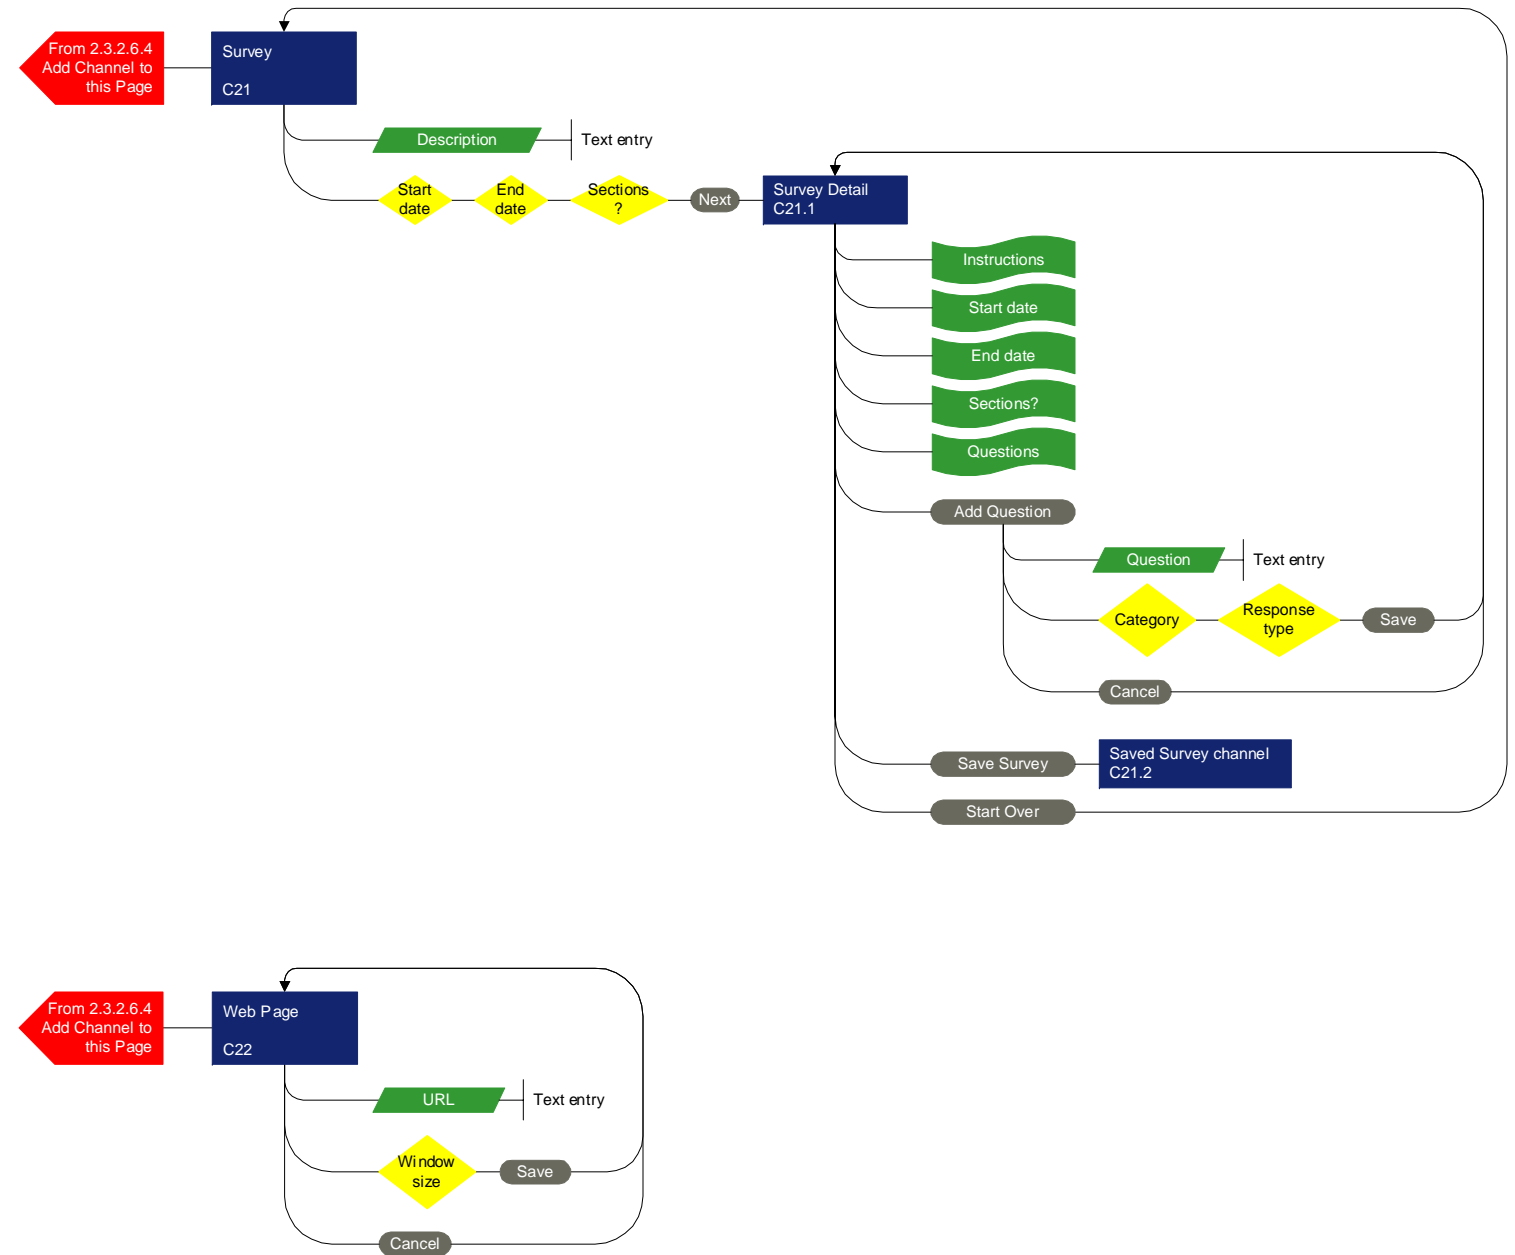 From 2.3.2.6.4
Add Channel to
this Page
Survey
C21
Description
Text entry
Start
date
End
date
Sections
?
Next
Survey Detail
C21.1
Instructions
Start date
End date
Sections?
Questions
Add Question
Question
Text entry
Category
Response
type
Save
Cancel
Save Survey
Saved Survey channel
C21.2
Start Over
From 2.3.2.6.4
Add Channel to
this Page
Web Page
C22
URL
Text entry
Window
size
Save
Cancel